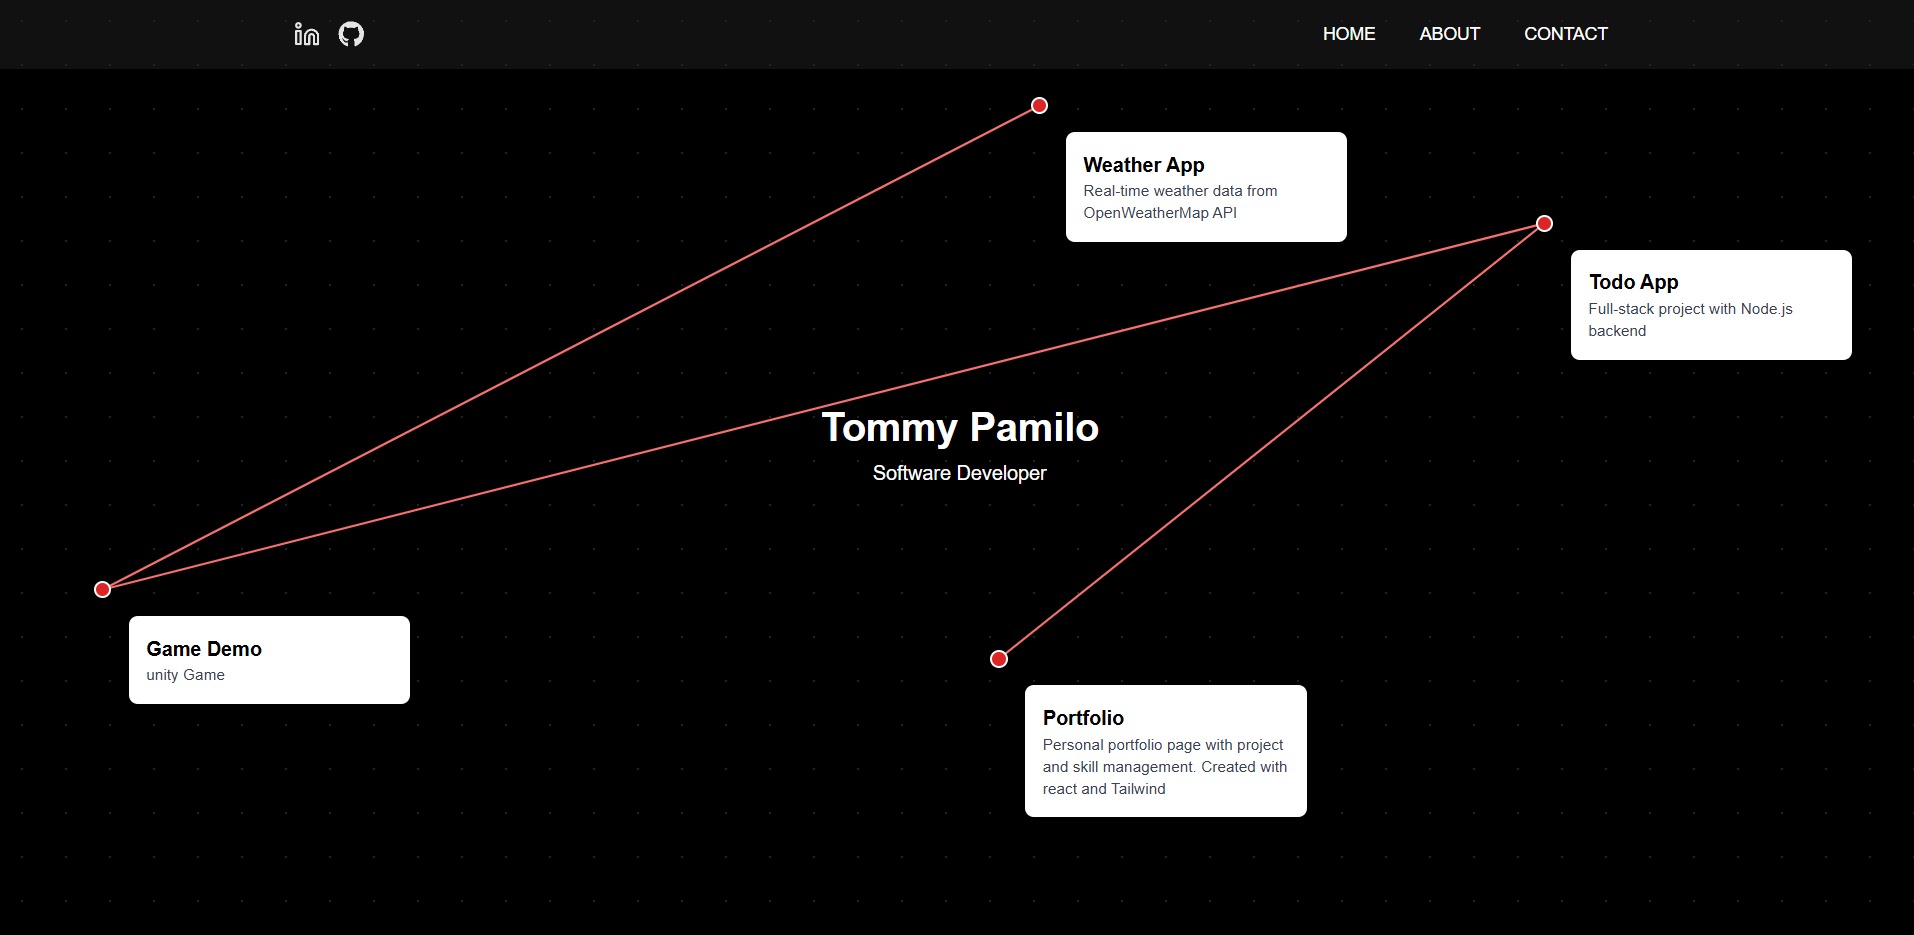 in
HOME
ABOUT
CONTACT
Weather App
Real-time weather data from
OpenWeatherMap API
Todo App
Full-stack project with Node.js
backend
Tommy Pamilo
Software Developer
Game Demo
unity Game
Portfolio
Personal portfolio page with project
and skill management. Created with
react and Tailwind